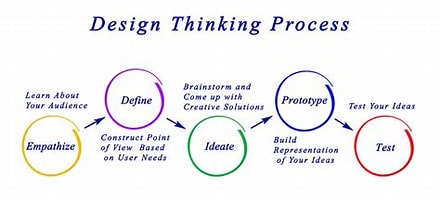 Design Thinking Process
Learn About
Your Audience
Empathize
Define
Construct Point
of View Based
on User Needs
Brainstorm and
Come up with
Creative Solutions
Ideate
Prototype
Build
Representation
of Your Ideas
Test Your Ideas
Test